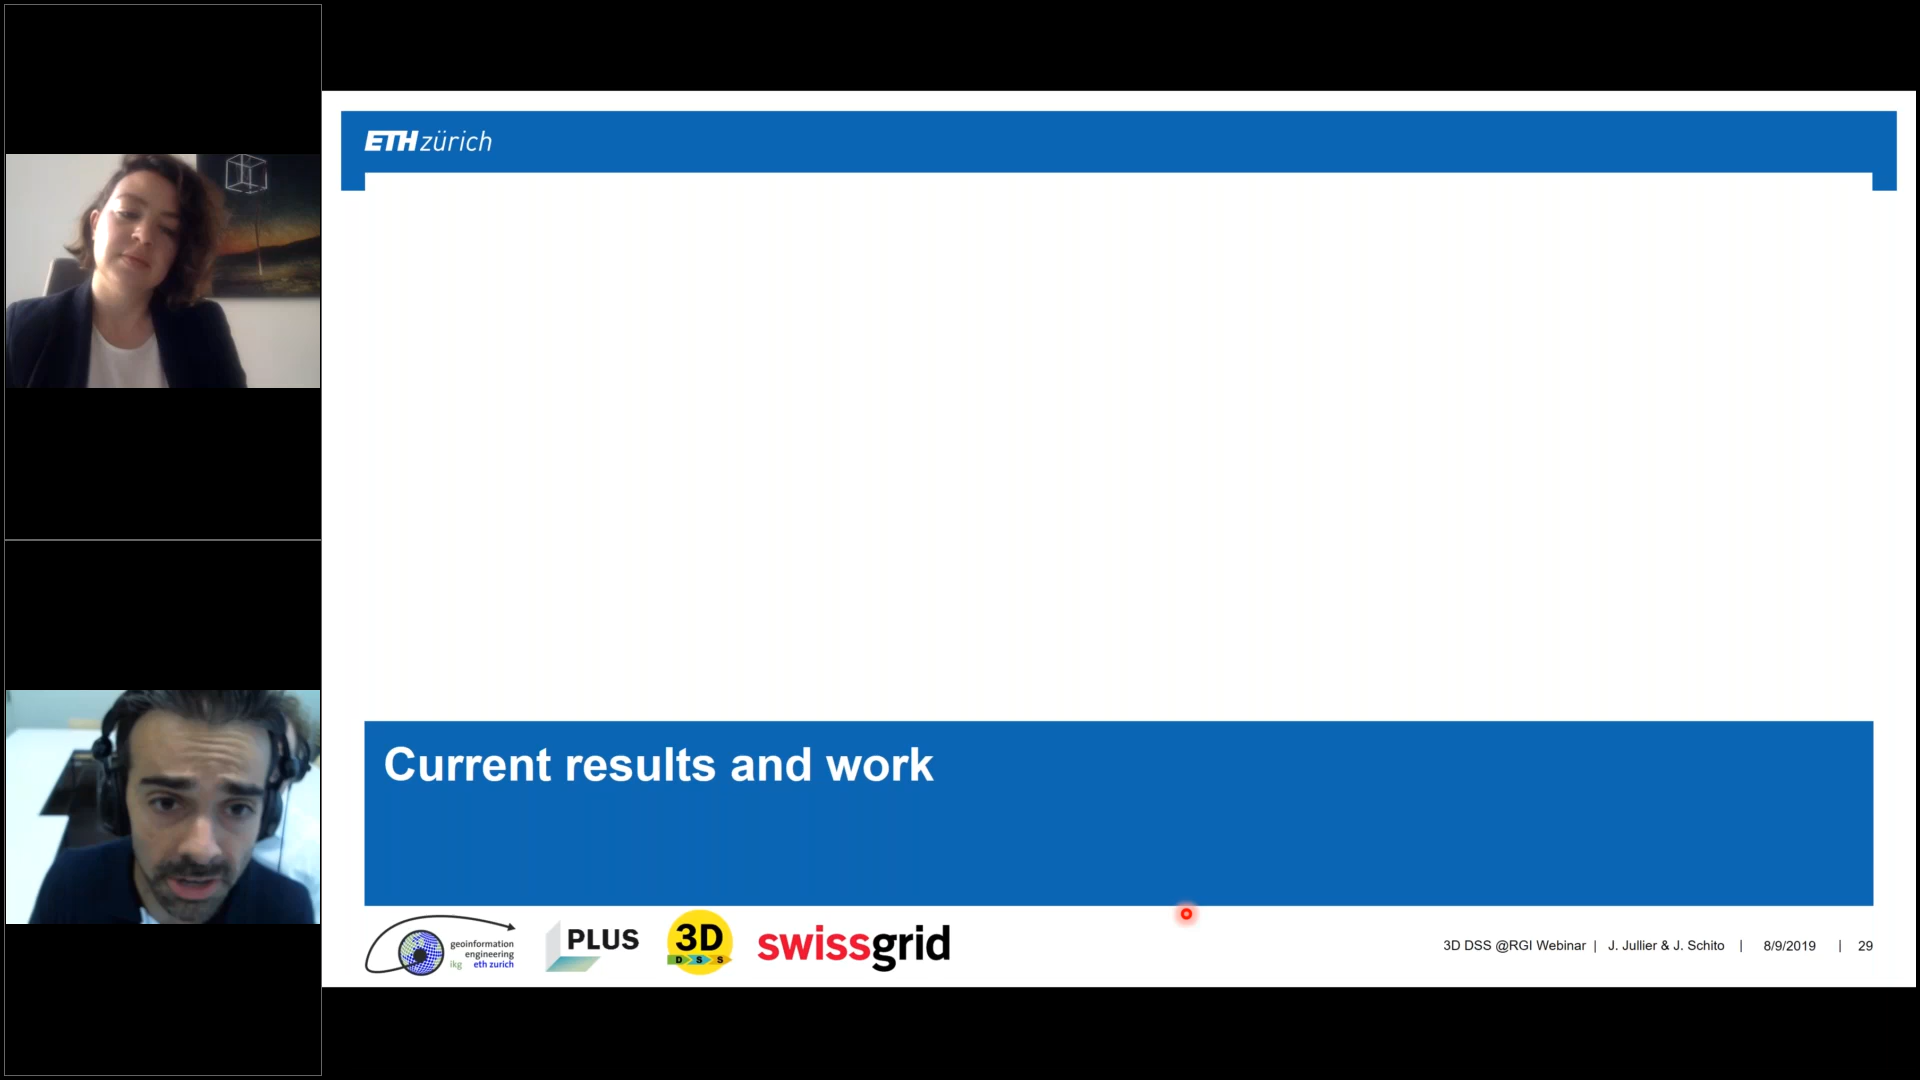 ETH zürich
Current results and work
geoinformation
engineering
ikg eth zurich
PLUS
3D
D S S
swissgrid
3D DSS @RGI Webinar | J. Jullier & J. Schito | 8/9/2019 | 29